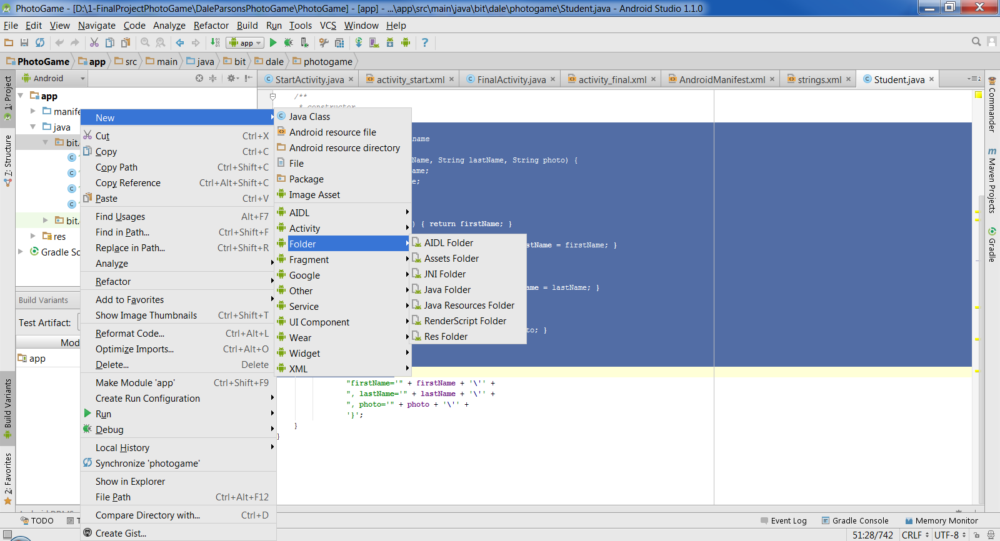 PhotoGame - [D:\1-FinalProjectPhotoGame\DaleParsonsPhotoGame\PhotoGame] - [app] - ...\app\src\main\java\bit\dale\photogame\Student.java - Android Studio 1.1.0
File Edit View Navigate Code Analyze Refactor Build Run Tools VCS Window Help
app
PhotoGame app src main java bit dale photogame
Android
StartActivity.java activity_start.xml FinalActivity.java activity_final.xml AndroidManifest.xml strings.xml Student.java
1: Project
7: Structure
Build Variants
2: Favorites
app
manife
java
bit.
bit.
res
Gradle Sc
Build Variants
Test Artifact:
Mod
app
New
Cut Ctrl+X
Copy Ctrl+C
Copy Path Ctrl+Shift+C
Copy Reference Ctrl+Alt+Shift+C
Paste Ctrl+V
Find Usages Alt+F7
Find in Path... Ctrl+Shift+F
Replace in Path... Ctrl+Shift+R
Analyze
Refactor
Add to Favorites
Show Image Thumbnails Ctrl+Shift+T
Reformat Code... Ctrl+Alt+L
Optimize Imports... Ctrl+Alt+O
Delete... Delete
Make Module 'app' Ctrl+Shift+F9
Create Run Configuration
Run
Debug
Local History
Synchronize 'photogame'
Show in Explorer
File Path Ctrl+Alt+F12
Compare Directory with... Ctrl+D
Create Gist...
Java Class
Android resource file
Android resource directory
File
Package
Image Asset
AIDL
Activity
Folder
Fragment
Google
Other
Service
UI Component
Wear
Widget
XML
AIDL Folder
Assets Folder
JNI Folder
Java Folder
Java Resources Folder
RenderScript Folder
Res Folder
/**
* constructor
name
Name, String lastName, String photo) {
ame;
e;
) { return firstName; }
stName = firstName; }
ame = lastName; }
to; }
"firstName='" + firstName + '\'' +
", lastName='" + lastName + '\'' +
", photo='" + photo + '\'' +
'}';
}
}
Commander
Maven Projects
Gradle
TODO
Event Log Gradle Console Memory Monitor
51:28/742 CRLF UTF-8